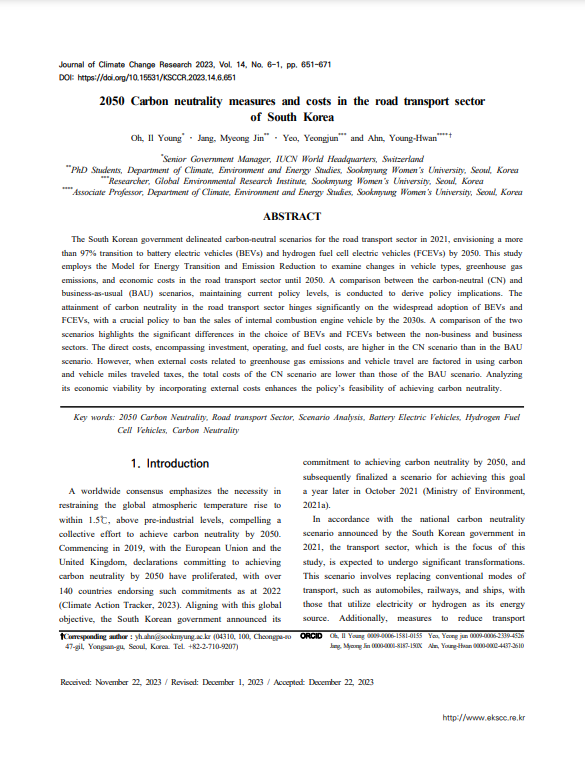 Journal of Climate Change Research 2023, Vol. 14, No. 6-1, pp. 651-671
DOI: https://doi.org/10.15531/KSCCR.2023.14.6.651
2050 Carbon neutrality measures and costs in the road transport sector
of South Korea
Oh, Il Young* · Jang, Myeong Jin** · Yeo, Yeongjun*** and Ahn, Young-Hwan****†
*Senior Government Manager, IUCN World Headquarters, Switzerland
**PhD Students, Department of Climate, Environment and Energy Studies, Sookmyung Women's University, Seoul, Korea
***Researcher, Global Environmental Research Institute, Sookmyung Women's University, Seoul, Korea
****Associate Professor, Department of Climate, Environment and Energy Studies, Sookmyung Women's University, Seoul, Korea
ABSTRACT
The South Korean government delineated carbon-neutral scenarios for the road transport sector in 2021, envisioning a more
than 97% transition to battery electric vehicles (BEVs) and hydrogen fuel cell electric vehicles (FCEVs) by 2050. This study
employs the Model for Energy Transition and Emission Reduction to examine changes in vehicle types, greenhouse gas
emissions, and economic costs in the road transport sector until 2050. A comparison between the carbon-neutral (CN) and
business-as-usual (BAU) scenarios, maintaining current policy levels, is conducted to derive policy implications. The
attainment of carbon neutrality in the road transport sector hinges significantly on the widespread adoption of BEVs and
FCEVs, with a crucial policy to ban the sales of internal combustion engine vehicle by the 2030s. A comparison of the two
scenarios highlights the significant differences in the choice of BEVs and FCEVs between the non-business and business
sectors. The direct costs, encompassing investment, operating, and fuel costs, are higher in the CN scenario than in the BAU
scenario. However, when external costs related to greenhouse gas emissions and vehicle travel are factored in using carbon
and vehicle miles traveled taxes, the total costs of the CN scenario are lower than those of the BAU scenario. Analyzing
its economic viability by incorporating external costs enhances the policy's feasibility of achieving carbon neutrality.
Key words: 2050 Carbon Neutrality, Road transport Sector, Scenario Analysis, Battery Electric Vehicles, Hydrogen Fuel
Cell Vehicles, Carbon Neutrality
1. Introduction
A worldwide consensus emphasizes the necessity in
restraining the global atmospheric temperature rise to
within 1.5℃, above pre-industrial levels, compelling a
collective effort to achieve carbon neutrality by 2050.
Commencing in 2019, with the European Union and the
United Kingdom, declarations committing to achieving
carbon neutrality by 2050 have proliferated, with over
140 countries endorsing such commitments as at 2022
(Climate Action Tracker, 2023). Aligning with this global
objective, the South Korean government announced its
commitment to achieving carbon neutrality by 2050, and
subsequently finalized a scenario for achieving this goal
a year later in October 2021 (Ministry of Environment,
2021a).
In accordance with the national carbon neutrality
scenario announced by the South Korean government in
2021, the transport sector, which is the focus of this
study, is expected to undergo significant transformations.
This scenario involves replacing conventional modes of
transport, such as automobiles, railways, and ships, with
those that utilize electricity or hydrogen as its energy
source. Additionally, measures to reduce transport
†Corresponding author : yh.ahn@sookmyung.ac.kr (04310, 100, Cheongpa-ro
47-gil, Yongsan-gu, Seoul, Korea. Tel. +82-2-710-9207)
ORCID Oh, Il Young 0009-0006-1581-0155 Yeo, Yeong jun 0009-0006-2339-4526
Jang, Myeong Jin 0000-0001-8187-150X Ahn, Young-Hwan 0000-0002-4437-2610
Received: November 22, 2023 / Revised: December 1, 2023 / Accepted: December 22, 2023
http://www.ekscc.re.kr